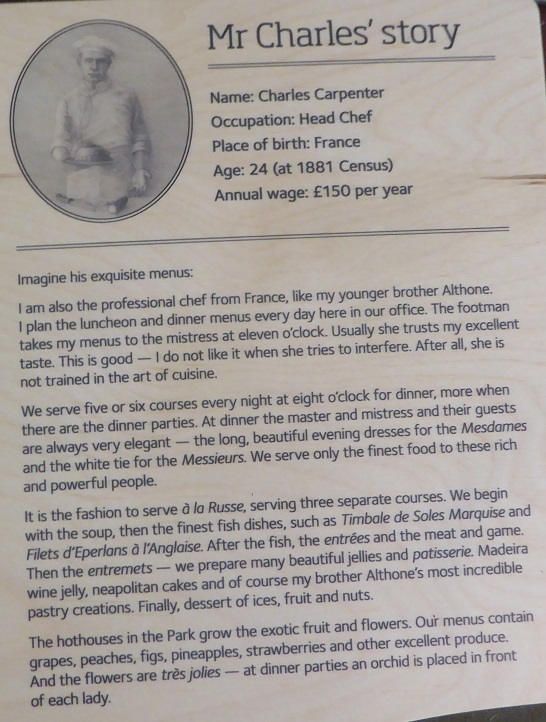 Mr Charles' story
Name: Charles Carpenter
Occupation: Head Chef
Place of birth: France
Age: 24 (at 1881 Census)
Annual wage: £150 per year
Imagine his exquisite menus:
I am also the professional chef from France, like my younger brother Althone.
I plan the luncheon and dinner menus every day here in our office. The footman
takes my menus to the mistress at eleven o'clock. Usually she trusts my excellent
taste. This is good — I do not like it when she tries to interfere. After all, she is
not trained in the art of cuisine.
We serve five or six courses every night at eight o'clock for dinner, more when
there are the dinner parties. At dinner the master and mistress and their guests
are always very elegant — the long, beautiful evening dresses for the Mesdames
and the white tie for the Messieurs. We serve only the finest food to these rich
and powerful people.
It is the fashion to serve à la Russe, serving three separate courses. We begin
with the soup, then the finest fish dishes, such as Timbale de Soles Marquise and
Filets d'Eperlans à l'Anglaise. After the fish, the entrées and the meat and game.
Then the entremets — we prepare many beautiful jellies and patisserie. Madeira
wine jelly, neapolitan cakes and of course my brother Althone's most incredible
pastry creations. Finally, dessert of ices, fruit and nuts.
The hothouses in the Park grow the exotic fruit and flowers. Our menus contain
grapes, peaches, figs, pineapples, strawberries and other excellent produce.
And the flowers are très jolies — at dinner parties an orchid is placed in front
of each lady.